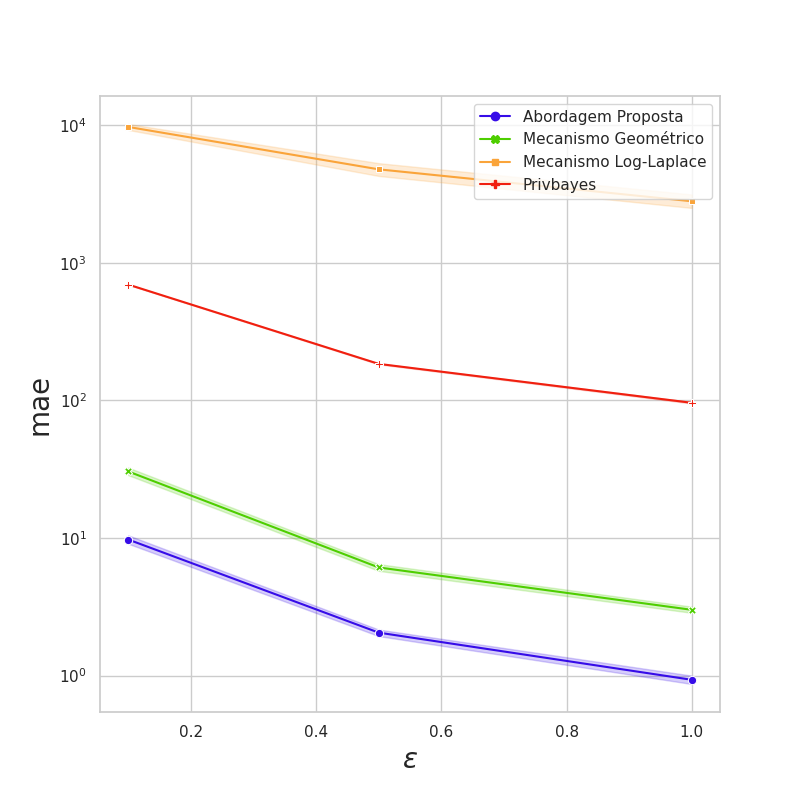 Abordagem Proposta
Mecanismo Geométrico
Mecanismo Log-Laplace
Privbayes
10⁴
10³
10²
10¹
10⁰
mae
0.2 0.4 0.6 0.8 1.0
ε